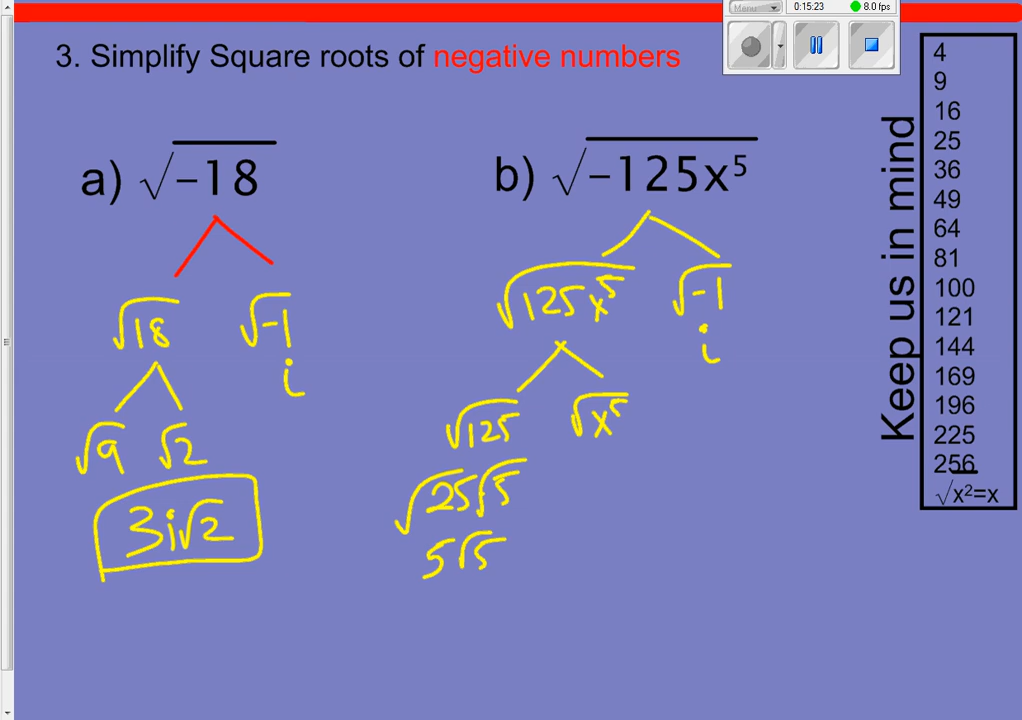 Menu 0:15:23 8.0 fps
3. Simplify Square roots of negative numbers
a) √-18
b) √-125x⁵
√18 √-1
i
√9 √2
3i√2
√125x⁵ √-1
i
√125 √x⁵
√25√5
5√5
Keep us in mind
4
9
16
25
36
49
64
81
100
121
144
169
196
225
256
√x²=x